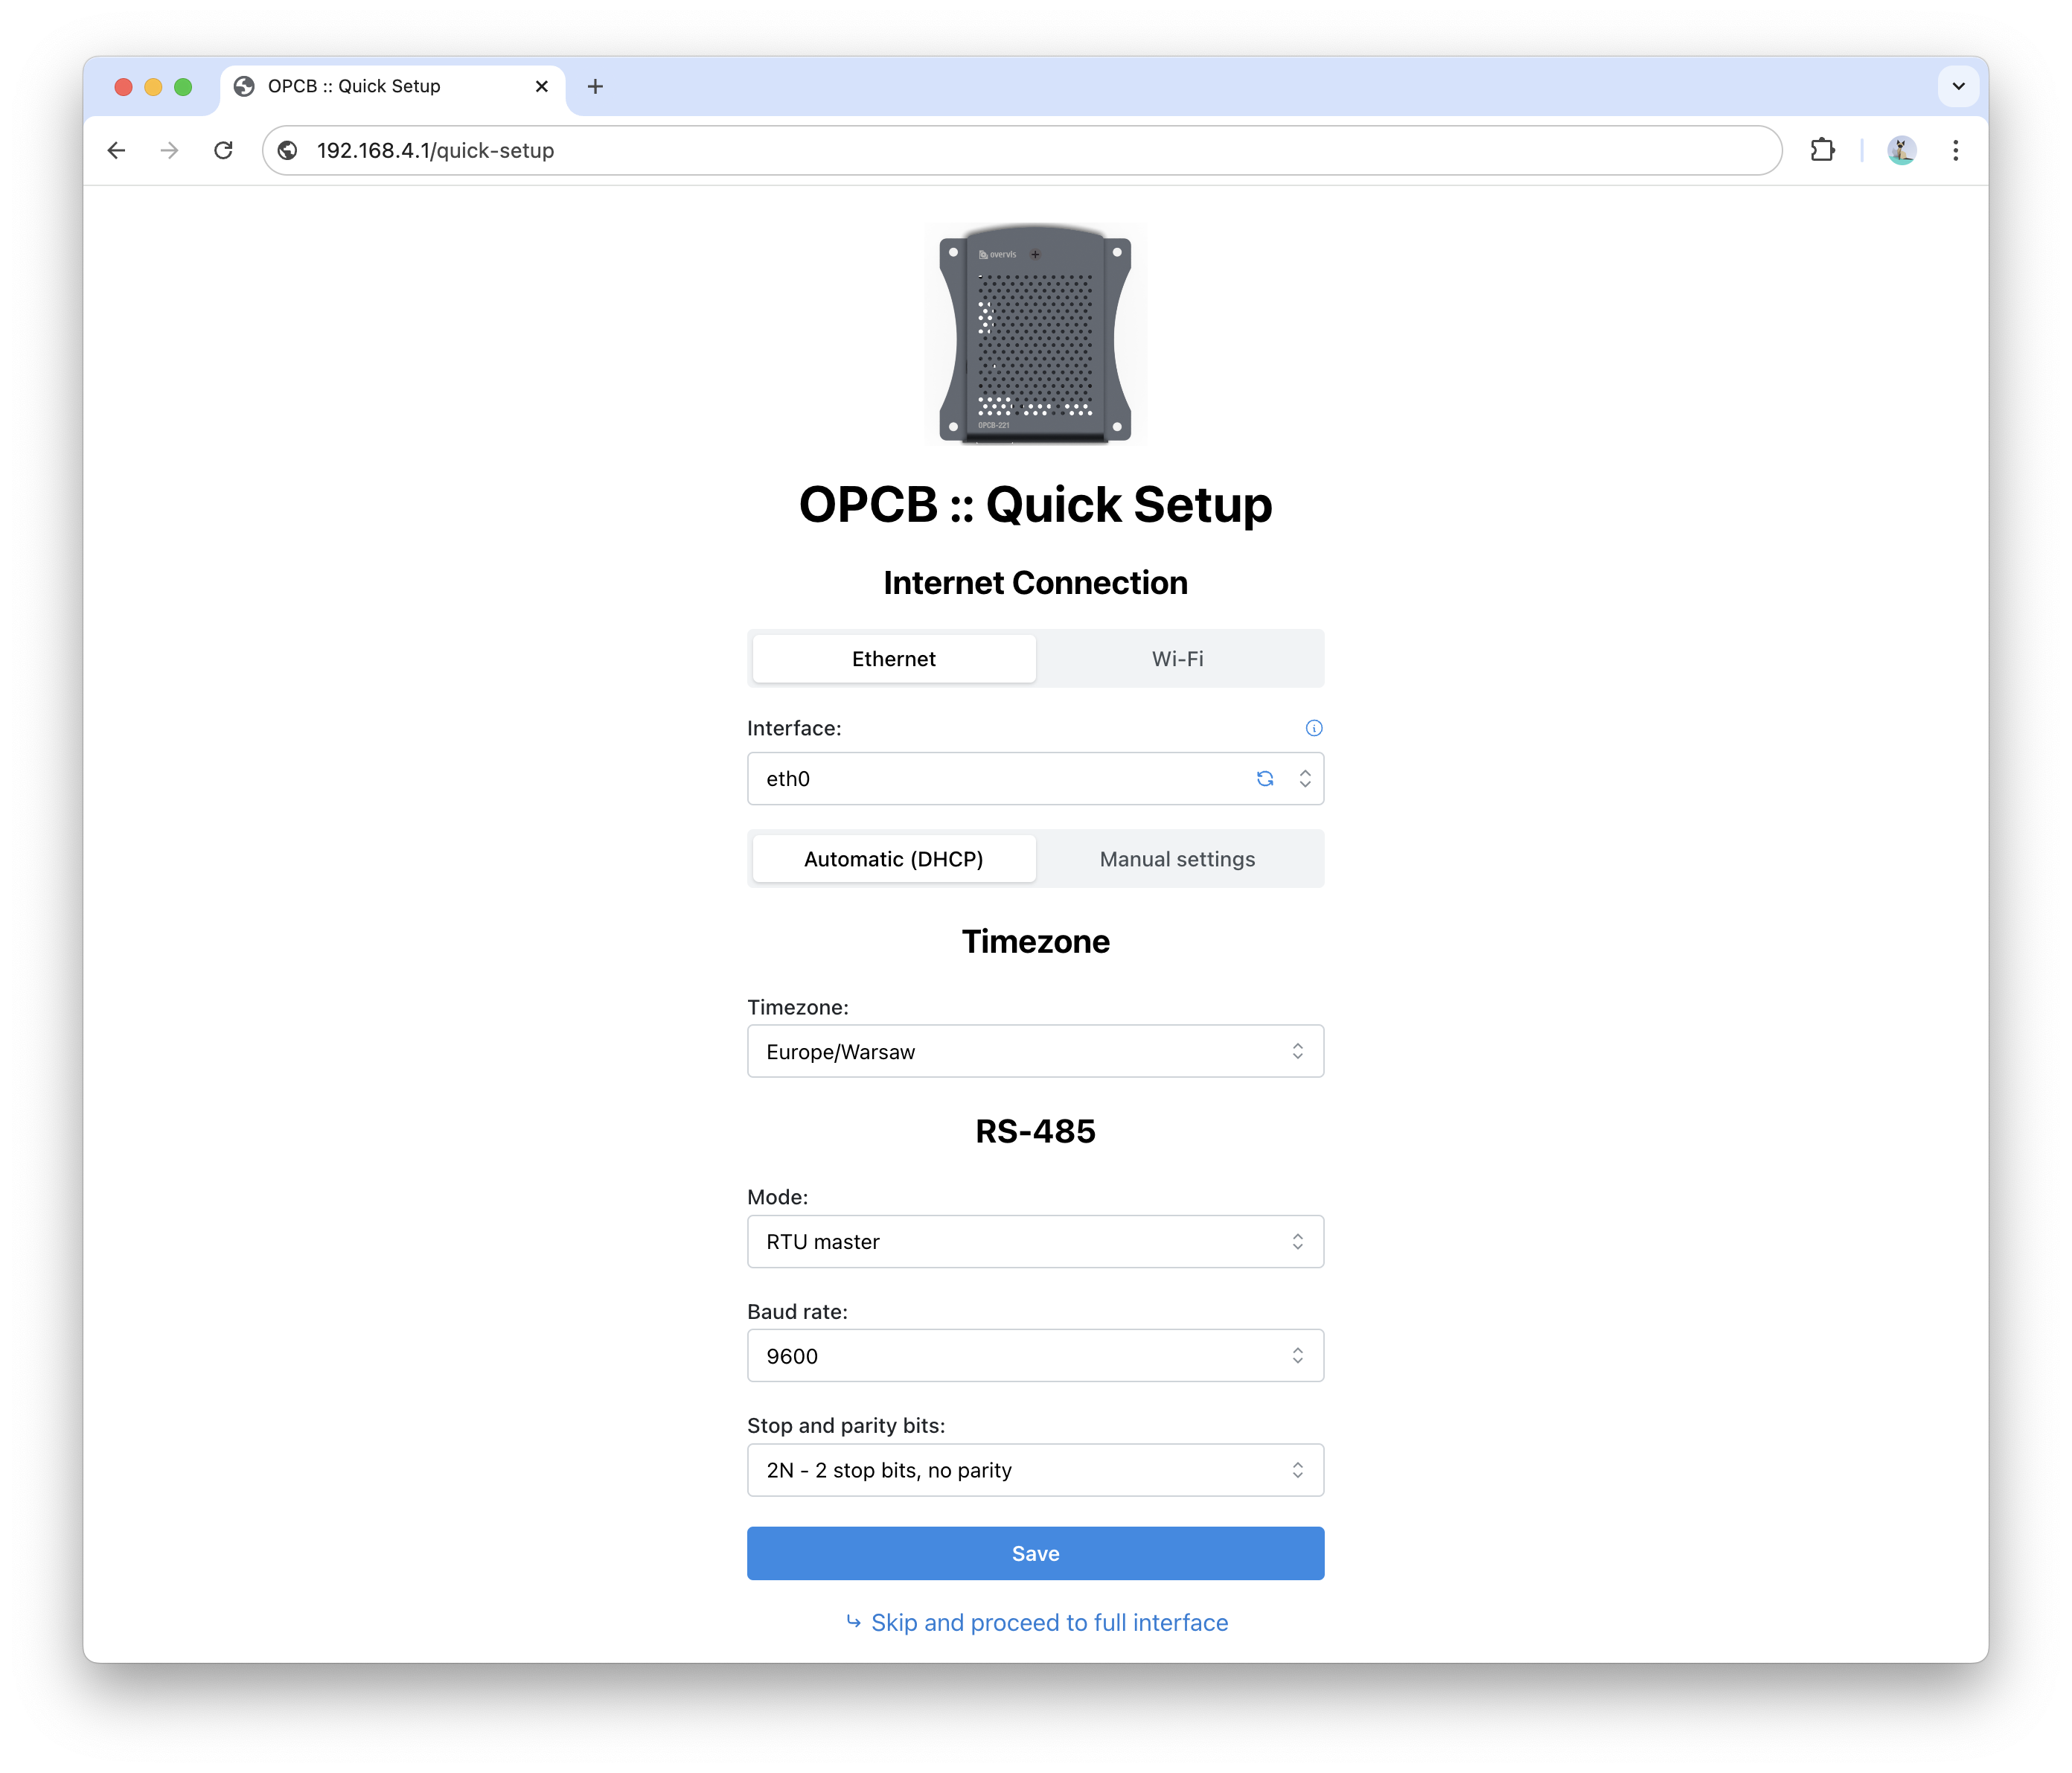 OPCB :: Quick Setup
192.168.4.1/quick-setup
overvis
OPCB-221
OPCB :: Quick Setup
Internet Connection
Ethernet
Wi-Fi
Interface:
eth0
Automatic (DHCP)
Manual settings
Timezone
Timezone:
Europe/Warsaw
RS-485
Mode:
RTU master
Baud rate:
9600
Stop and parity bits:
2N - 2 stop bits, no parity
Save
Skip and proceed to full interface